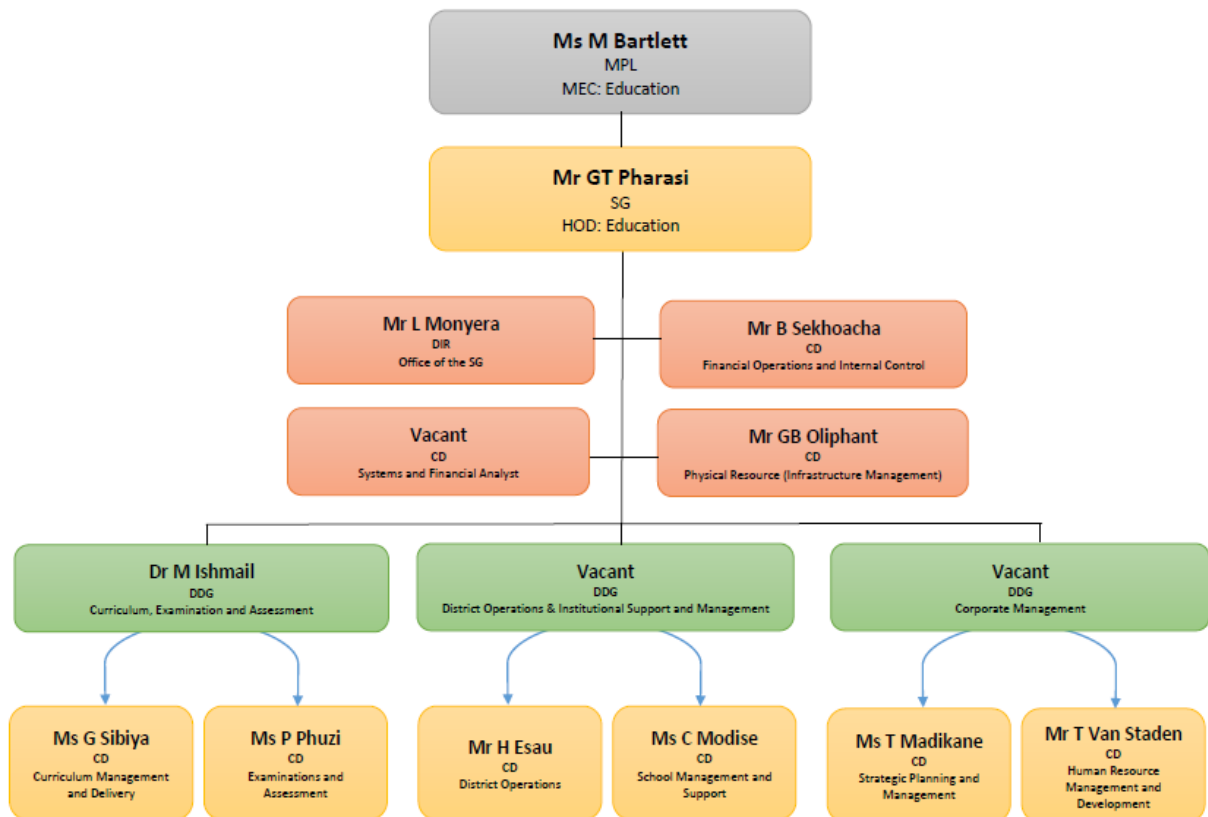 Ms M Bartlett
MPL
MEC: Education
Mr GT Pharasi
SG
HOD: Education
Mr L Monyera
DIR
Office of the SG
Mr B Sekhoacha
CD
Financial Operations and Internal Control
Vacant
CD
Systems and Financial Analyst
Mr GB Oliphant
CD
Physical Resource (Infrastructure Management)
Dr M Ishmail
DDG
Curriculum, Examination and Assessment
Vacant
DDG
District Operations & Institutional Support and Management
Vacant
DDG
Corporate Management
Ms G Sibiya
CD
Curriculum Management
and Delivery
Ms P Phuzi
CD
Examinations and
Assessment
Mr H Esau
CD
District Operations
Ms C Modise
CD
School Management and
Support
Ms T Madikane
CD
Strategic Planning and
Management
Mr T Van Staden
CD
Human Resource
Management and
Development